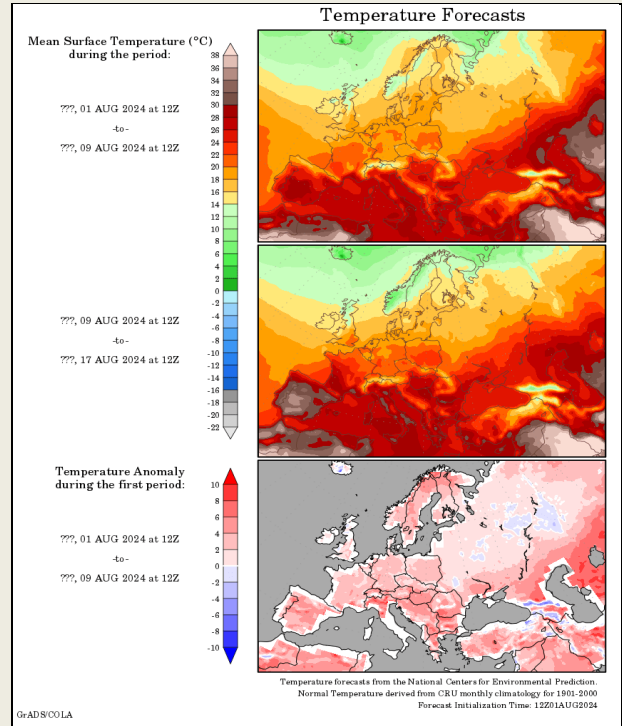 Temperature Forecasts
Mean Surface Temperature (°C)
during the period:
???, 01 AUG 2024 at 12Z
-to-
???, 09 AUG 2024 at 12Z
38
36
34
32
30
28
26
24
22
20
18
16
14
12
10
8
6
4
2
0
-2
-4
-6
-8
-10
-12
-14
-16
-18
-20
-22
???, 09 AUG 2024 at 12Z
-to-
???, 17 AUG 2024 at 12Z
Temperature Anomaly
during the first period:
???, 01 AUG 2024 at 12Z
-to-
???, 09 AUG 2024 at 12Z
10
8
6
4
2
0
-2
-4
-6
-8
-10
Temperature forecasts from the National Centers for Environmental Prediction.
Normal Temperature derived from CRU monthly climatology for 1901-2000
Forecast Initialization Time: 12Z01AUG2024
GrADS/COLA